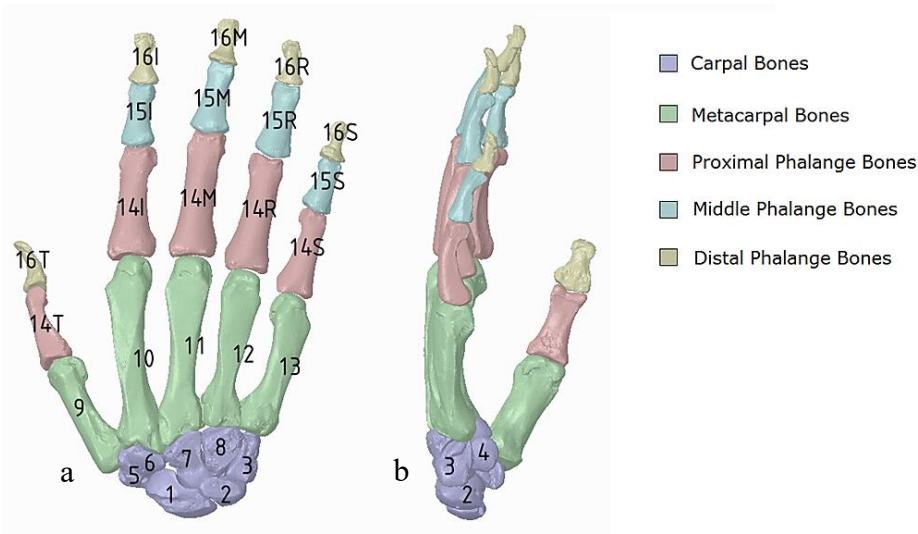 16I
16M
16R
15I
15M
15R
16S
15S
14I
14M
14R
14S
16T
14T
9
10
11
12
13
5
6
7
8
3
1
2
a
3
4
2
b
Carpal Bones
Metacarpal Bones
Proximal Phalange Bones
Middle Phalange Bones
Distal Phalange Bones